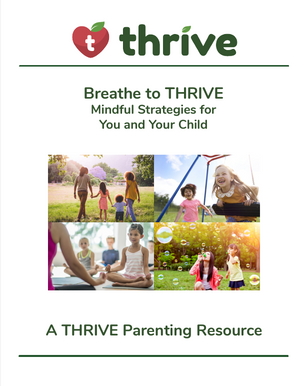 t thrive
Breathe to THRIVE
Mindful Strategies for
You and Your Child
A THRIVE Parenting Resource